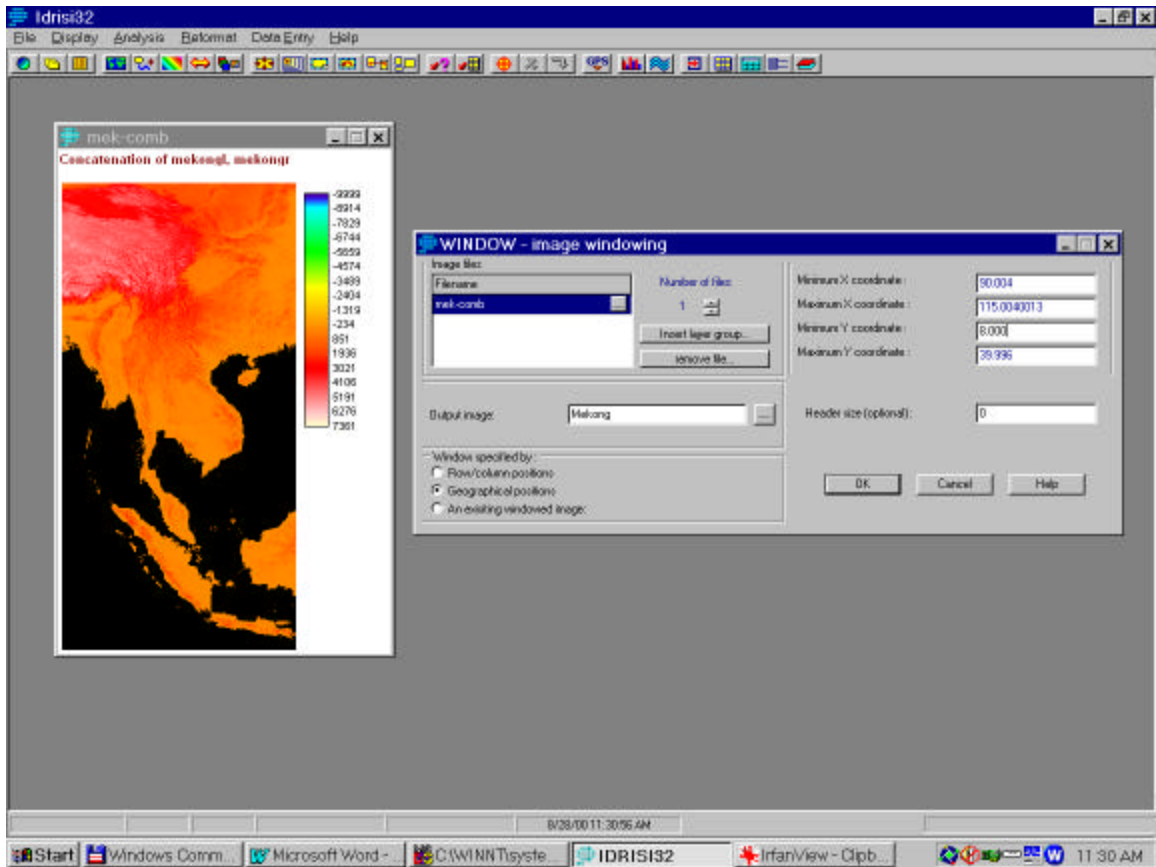 Idrisi32
File Display Analysis Reformat Data Entry Help
GPS
mek-comb
Concatenation of mekongl, mekongr
-9999
-8914
-7829
-6744
-5659
-4574
-3489
-2404
-1319
-234
851
1936
3021
4106
5191
6276
7361
WINDOW - image windowing
Image files:
Filename
mek-comb
Number of files:
1
Insert layer group...
remove file...
Minimum X coordinate :
90.004
Maximum X coordinate :
115.0040013
Minimum Y coordinate :
8.000
Maximum Y coordinate :
39.996
Output image:
Mekong
...
Header size (optional):
0
Window specified by :
Row/column positions
Geographical positions
An existing windowed image:
OK
Cancel
Help
8/28/00 11:30:56 AM
Start
Windows Comm...
Microsoft Word - ...
C:\WINNT\syste...
IDRISI32
IrfanView - Clipb...
11:30 AM